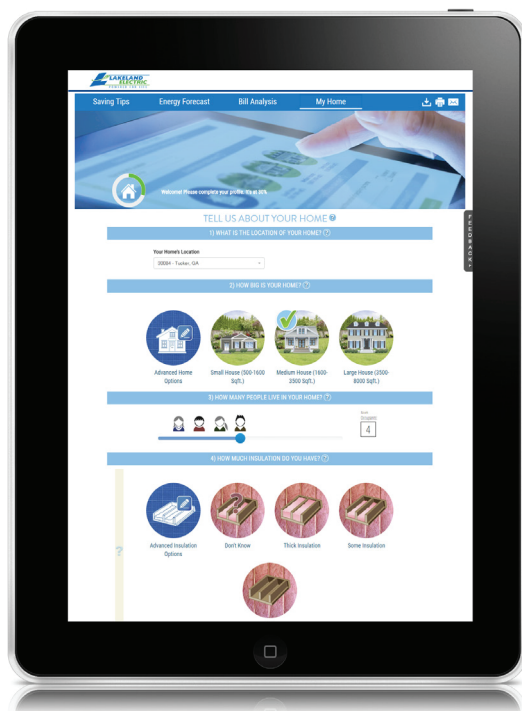 LAKELAND
ELECTRIC
Saving Tips Energy Forecast Bill Analysis My Home
Welcome! Please complete your profile. It's at 80%
TELL US ABOUT YOUR HOME ?
1) WHAT IS THE LOCATION OF YOUR HOME? ?
Your Home's Location
30084 - Tucker, GA
2) HOW BIG IS YOUR HOME? ?
Advanced Home
Options
Small House (500-1600
Sqft.)
Medium House (1600-
3300 Sqft.)
Large House (3500-
8000 Sqft.)
3) HOW MANY PEOPLE LIVE IN YOUR HOME? ?
Occupants
4
4) HOW MUCH INSULATION DO YOU HAVE? ?
Advanced Insulation
Options
Don't Know
Thick Insulation
Some Insulation
?
FEEDBACK